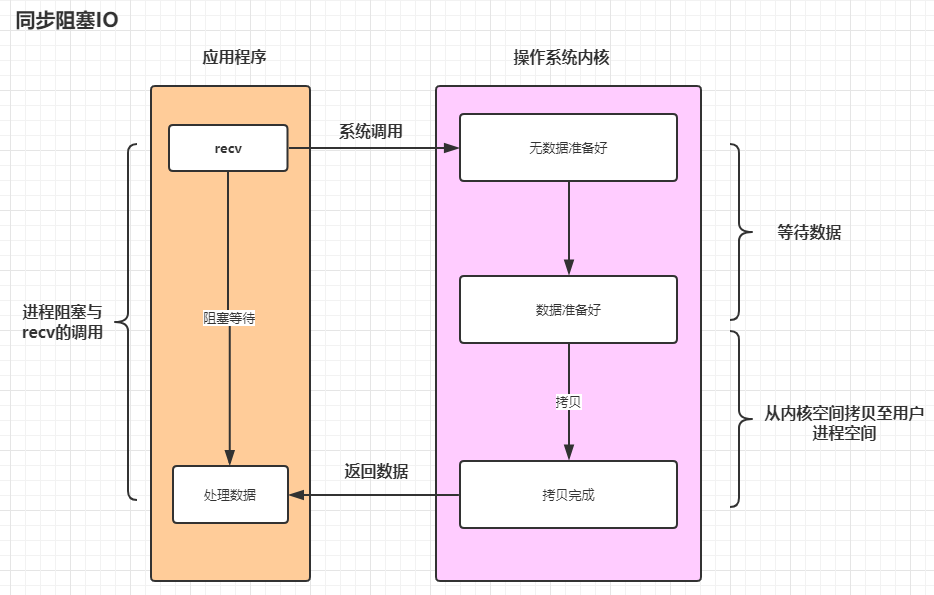 同步阻塞IO
应用程序
操作系统内核
recv
系统调用
无数据准备好
等待数据
进程阻塞与
recv的调用
阻塞等待
数据准备好
拷贝
从内核空间拷贝至用户
进程空间
处理数据
返回数据
拷贝完成